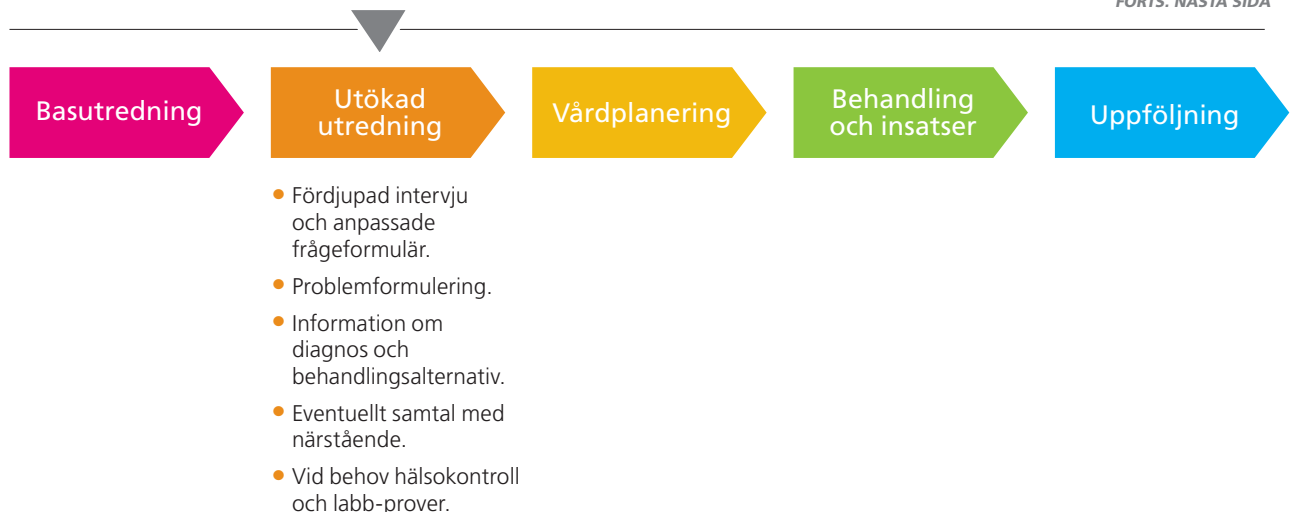 FORTS. NÄSTA SIDA
Basutredning
Utökad
utredning
Vårdplanering
Behandling
och insatser
Uppföljning
• Fördjupad intervju
och anpassade
frågeformulär.
• Problemformulering.
• Information om
diagnos och
behandlingsalternativ.
• Eventuellt samtal med
närstående.
• Vid behov hälsokontroll
och labb-prover.